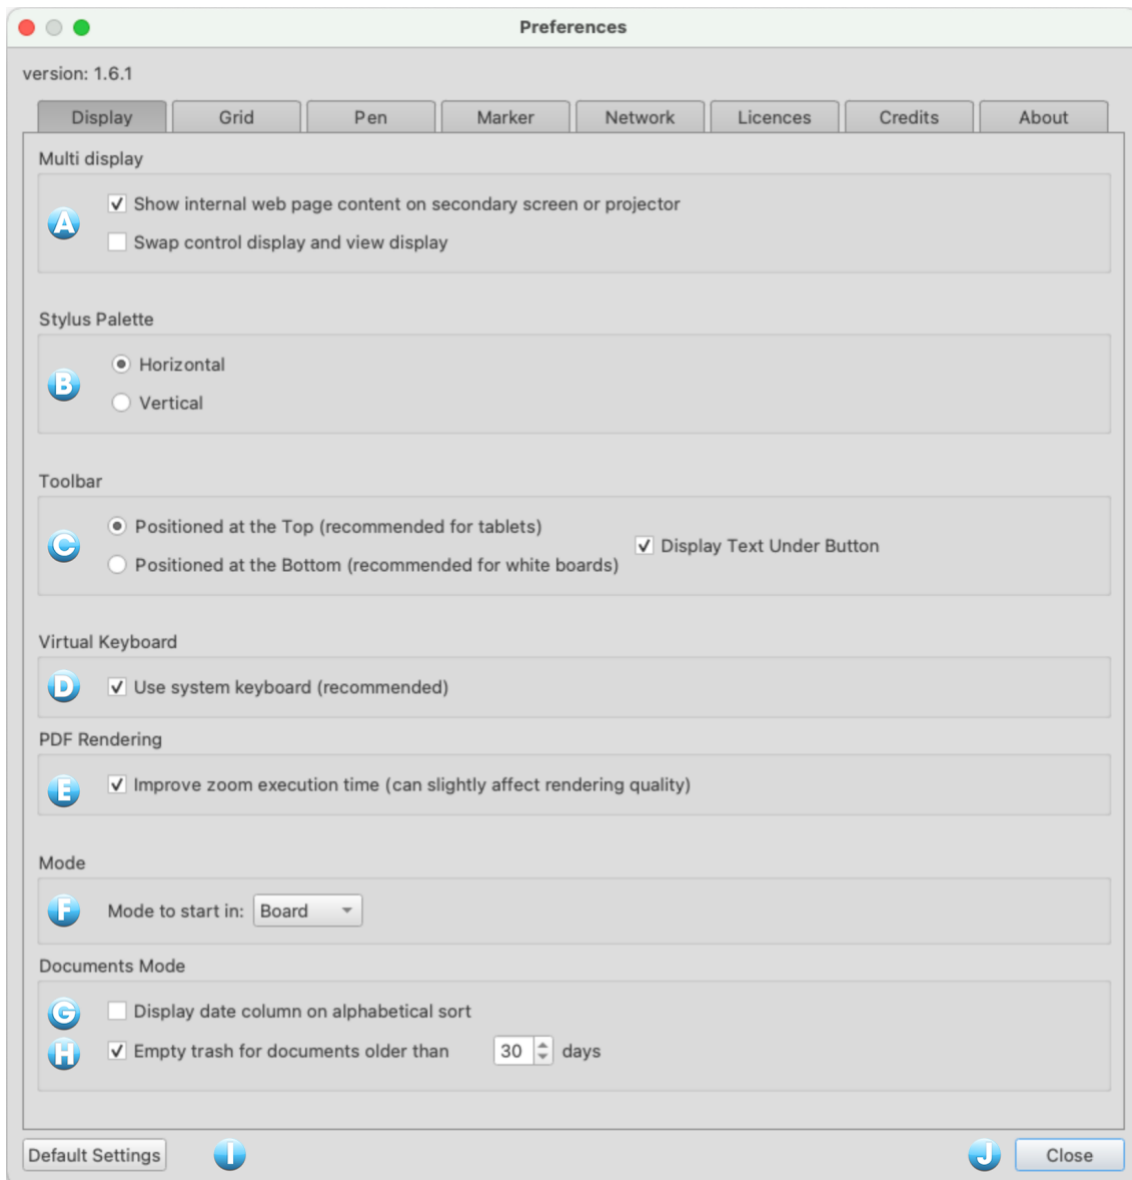 Preferences
version: 1.6.1
Display Grid Pen Marker Network Licences Credits About
Multi display
A
Show internal web page content on secondary screen or projector
Swap control display and view display
Stylus Palette
B
Horizontal
Vertical
Toolbar
C
Positioned at the Top (recommended for tablets)
Positioned at the Bottom (recommended for white boards)
Display Text Under Button
Virtual Keyboard
D Use system keyboard (recommended)
PDF Rendering
E Improve zoom execution time (can slightly affect rendering quality)
Mode
F Mode to start in: Board
Documents Mode
G Display date column on alphabetical sort
H Empty trash for documents older than 30 days
Default Settings I J Close